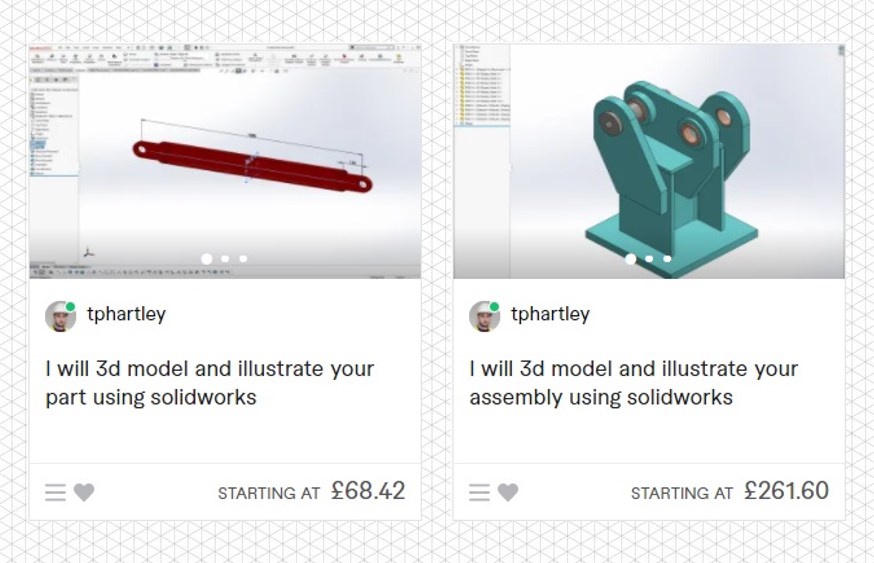 tphartley
I will 3d model and illustrate your
part using solidworks
STARTING AT £68.42
tphartley
I will 3d model and illustrate your
assembly using solidworks
STARTING AT £261.60